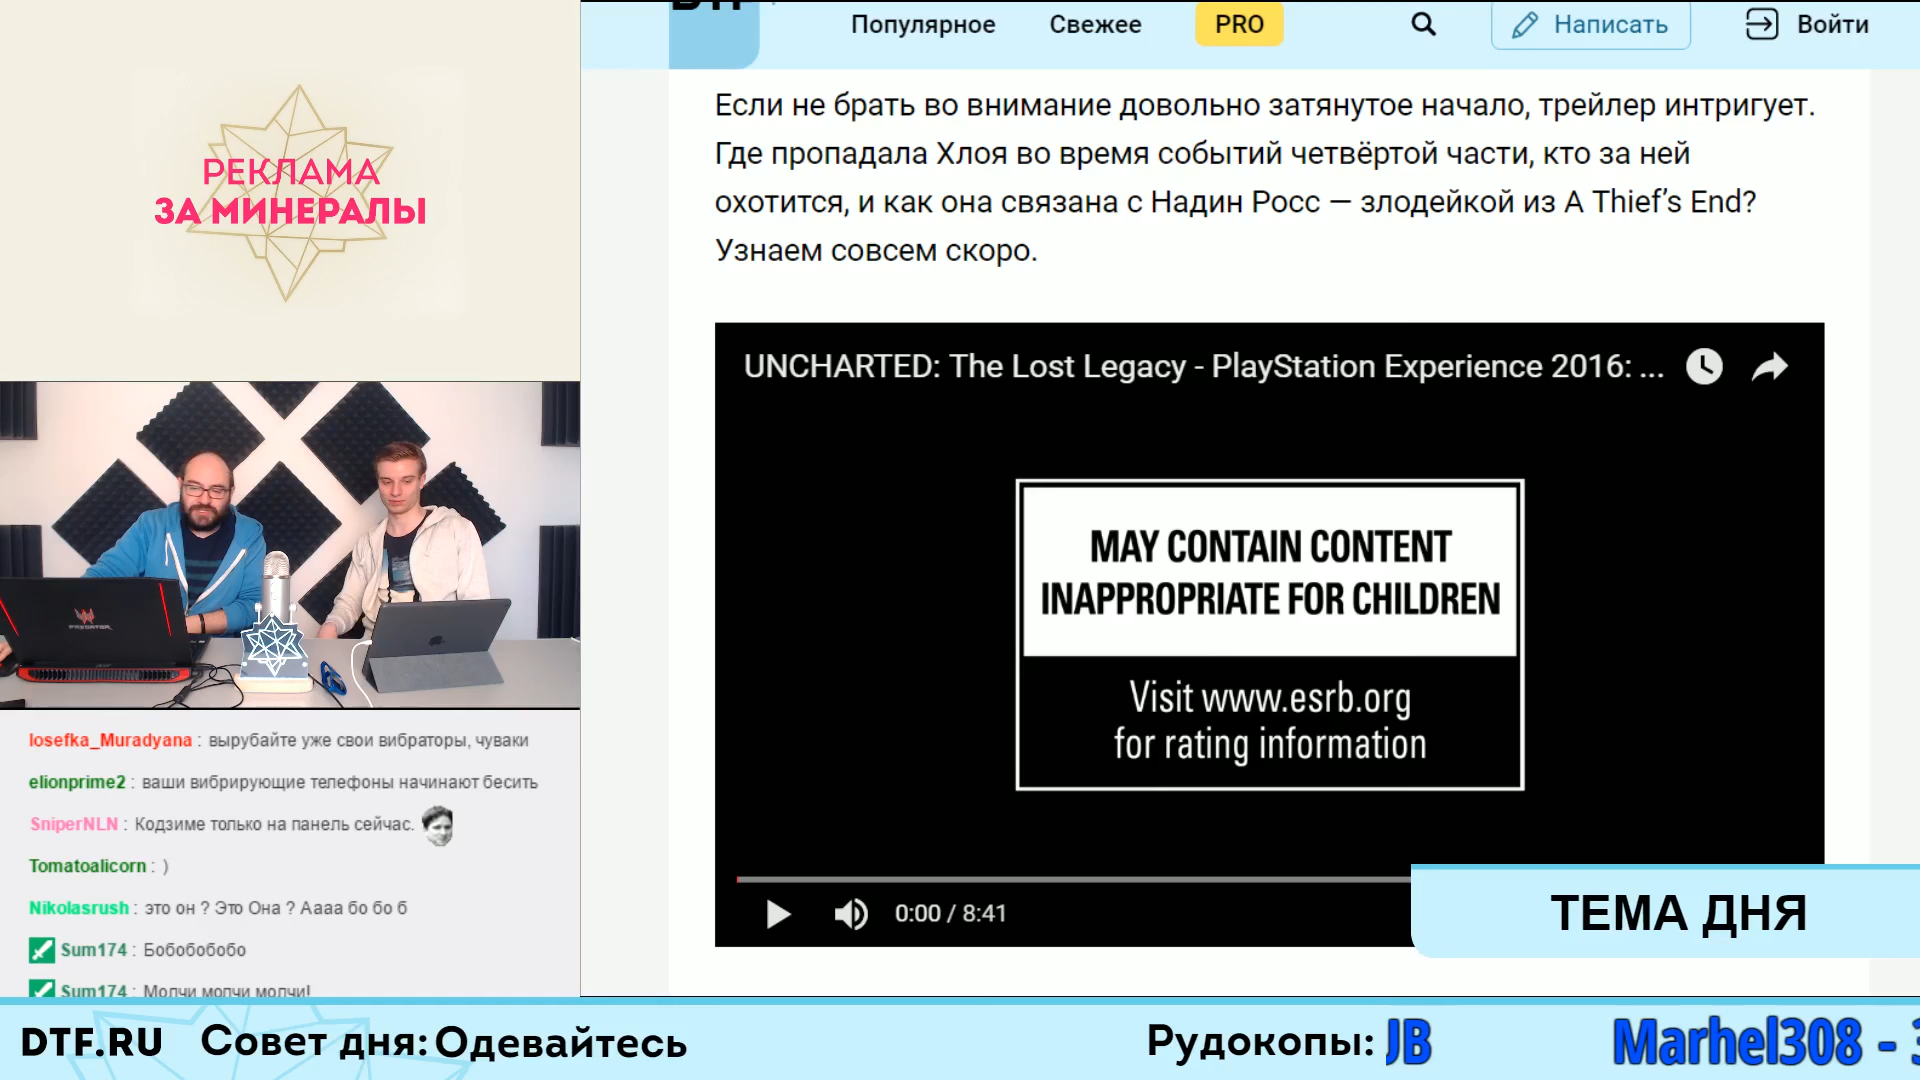 РЕКЛАМА
ЗА МИНЕРАЛЫ
PREDATOR
Iosefka_Muradyana : вырубайте уже свои вибраторы, чуваки
elionprime2 : ваши вибрирующие телефоны начинают бесить
SniperNLN : Кодзиме только на панель сейчас.
Tomatoalicorn : )
Nikolasrush : это он ? Это Она ? Аааа бо бо б
Sum174 : Бобобобобо
Sum174 : Молчи молчи молчи!
DTF
Популярное
Свежее
PRO
Написать
Войти
Если не брать во внимание довольно затянутое начало, трейлер интригует.
Где пропадала Хлоя во время событий четвёртой части, кто за ней
охотится, и как она связана с Надин Росс — злодейкой из A Thief’s End?
Узнаем совсем скоро.
UNCHARTED: The Lost Legacy - PlayStation Experience 2016: ...
MAY CONTAIN CONTENT
INAPPROPRIATE FOR CHILDREN
Visit www.esrb.org
for rating information
0:00 / 8:41
ТЕМА ДНЯ
DTF.RU Совет дня: Одевайтесь
Рудокопы: JB Marhel308 -